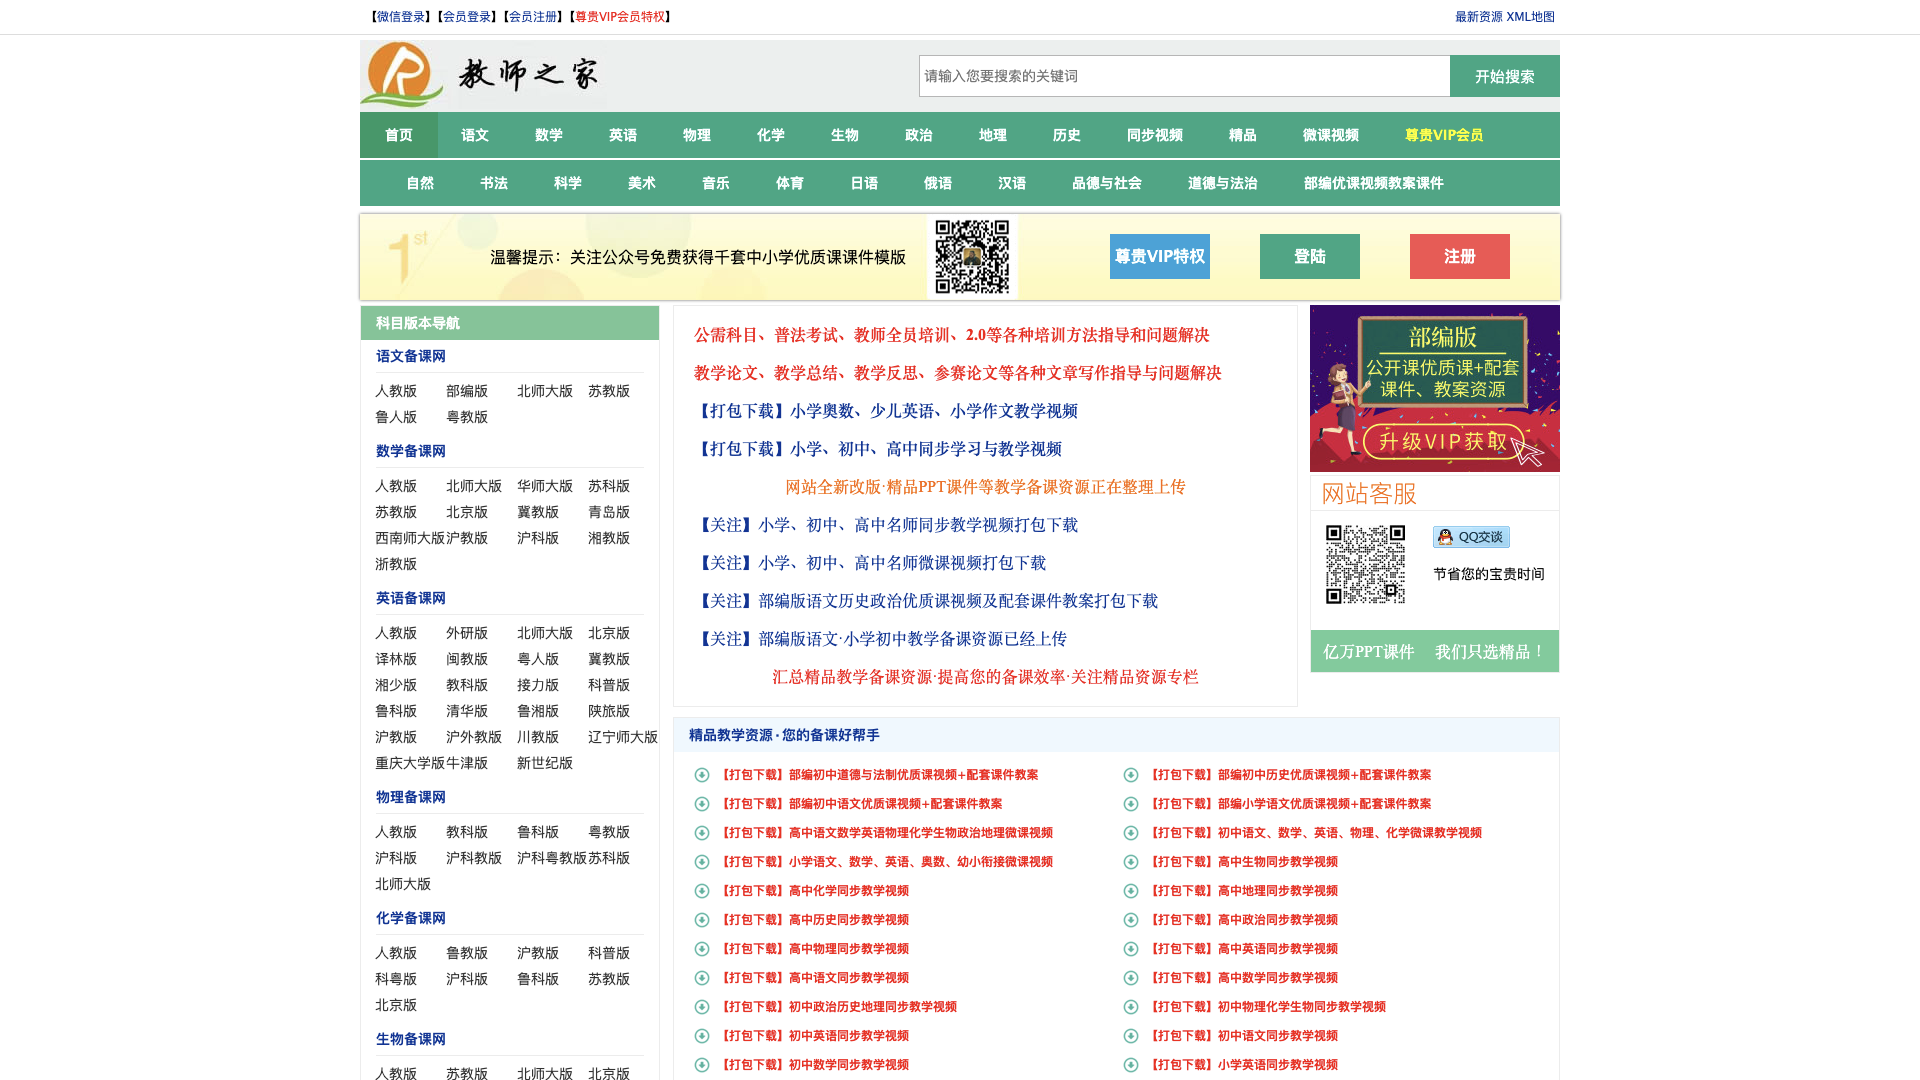 【微信登录】【会员登录】【会员注册】【尊贵VIP会员特权】
最新资源 XML地图
教师之家
请输入您要搜索的关键词
开始搜索
首页 语文 数学 英语 物理 化学 生物 政治 地理 历史 同步视频 精品 微课视频 尊贵VIP会员
自然 书法 科学 美术 音乐 体育 日语 俄语 汉语 品德与社会 道德与法治 部编优课视频教案课件
1st
温馨提示：关注公众号免费获得千套中小学优质课课件模版
尊贵VIP特权 登陆 注册
科目版本导航
语文备课网
人教版 部编版 北师大版 苏教版
鲁人版 粤教版
数学备课网
人教版 北师大版 华师大版 苏科版
苏教版 北京版 冀教版 青岛版
西南师大版 沪教版 沪科版 湘教版
浙教版
英语备课网
人教版 外研版 北师大版 北京版
译林版 闽教版 粤人版 冀教版
湘少版 教科版 接力版 科普版
鲁科版 清华版 鲁湘版 陕旅版
沪教版 沪外教版 川教版 辽宁师大版
重庆大学版 牛津版 新世纪版
物理备课网
人教版 教科版 鲁科版 粤教版
沪科版 沪科教版 沪科粤教版 苏科版
北师大版
化学备课网
人教版 鲁教版 沪教版 科普版
科粤版 沪科版 鲁科版 苏教版
北京版
生物备课网
人教版 苏教版 北师大版 北京版
公需科目、普法考试、教师全员培训、2.0等各种培训方法指导和问题解决
教学论文、教学总结、教学反思、参赛论文等各种文章写作指导与问题解决
【打包下载】小学奥数、少儿英语、小学作文教学视频
【打包下载】小学、初中、高中同步学习与教学视频
网站全新改版·精品PPT课件等教学备课资源正在整理上传
【关注】小学、初中、高中名师同步教学视频打包下载
【关注】小学、初中、高中名师微课视频打包下载
【关注】部编版语文历史政治优质课视频及配套课件教案打包下载
【关注】部编版语文·小学初中教学备课资源已经上传
汇总精品教学备课资源·提高您的备课效率·关注精品资源专栏
部编版
公开课优质课+配套
课件、教案资源
升级VIP获取
网站客服
QQ交谈
节省您的宝贵时间
亿万PPT课件 我们只选精品！
精品教学资源·您的备课好帮手
【打包下载】部编初中道德与法制优质课视频+配套课件教案
【打包下载】部编初中历史优质课视频+配套课件教案
【打包下载】部编初中语文优质课视频+配套课件教案
【打包下载】部编小学语文优质课视频+配套课件教案
【打包下载】高中语文数学英语物理化学生物政治地理微课视频
【打包下载】初中语文、数学、英语、物理、化学微课教学视频
【打包下载】小学语文、数学、英语、奥数、幼小衔接微课视频
【打包下载】高中生物同步教学视频
【打包下载】高中化学同步教学视频
【打包下载】高中地理同步教学视频
【打包下载】高中历史同步教学视频
【打包下载】高中政治同步教学视频
【打包下载】高中物理同步教学视频
【打包下载】高中英语同步教学视频
【打包下载】高中语文同步教学视频
【打包下载】高中数学同步教学视频
【打包下载】初中政治历史地理同步教学视频
【打包下载】初中物理化学生物同步教学视频
【打包下载】初中英语同步教学视频
【打包下载】初中语文同步教学视频
【打包下载】初中数学同步教学视频
【打包下载】小学英语同步教学视频